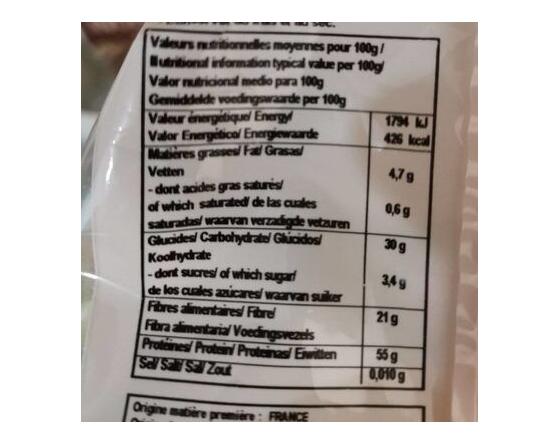 Valeurs nutritionnelles moyennes pour 100g /
Nutritional information typical value per 100g/
Valor nutricional medio para 100g
Gemiddelde voedingswaarde per 100g
Valeur énergétique/ Energy/ 1794 kJ
Valor Energético/ Energiewaarde 426 kcal
Matières grasses/ Fat/ Grasas/
Vetten 4,7 g
- dont acides gras saturés/
of which saturated/ de las cuales 0,6 g
saturadas/ waarvan verzadigde vetzuren
Glucides/ Carbohydrate/ Glúcidos/ 30 g
Koolhydrate
- dont sucres/ of which sugar/ 3,4 g
de los cuales azúcares/ waarvan suiker
Fibres alimentaires/ Fibre/ 21 g
Fibra alimentaria/ Voedingsvezels
Protéines/ Protein/ Proteinas/ Eiwitten 55 g
Sel/ Salt/ Sal/ Zout 0,010 g
Origine matière première : FRANCE